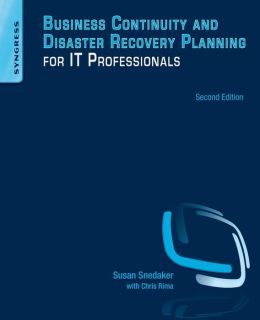 SYNGRESS
BUSINESS CONTINUITY AND
DISASTER RECOVERY PLANNING
FOR IT PROFESSIONALS
Second Edition
Susan Snedaker
with Chris Rima